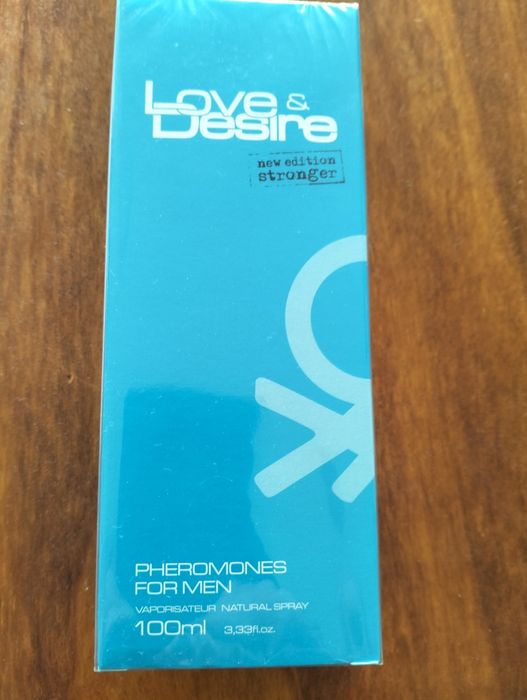 Love &
Desire
new edition
stronger
PHEROMONES
FOR MEN
VAPORISATEUR NATURAL SPRAY
100ml 3,33fl.oz.